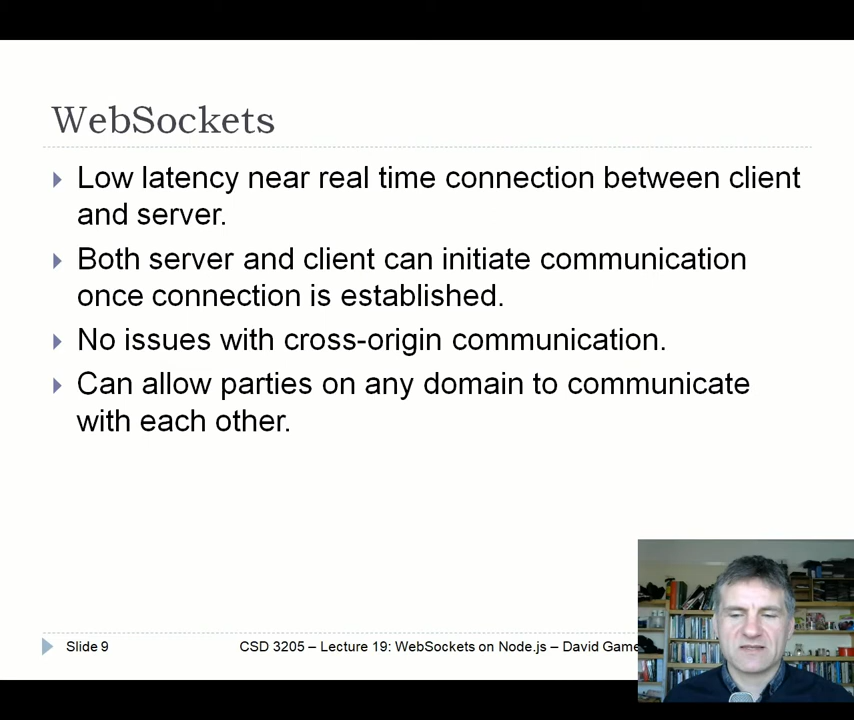 WebSockets
Low latency near real time connection between client
and server.
Both server and client can initiate communication
once connection is established.
No issues with cross-origin communication.
Can allow parties on any domain to communicate
with each other.
Slide 9
CSD 3205 – Lecture 19: WebSockets on Node.js – David Game